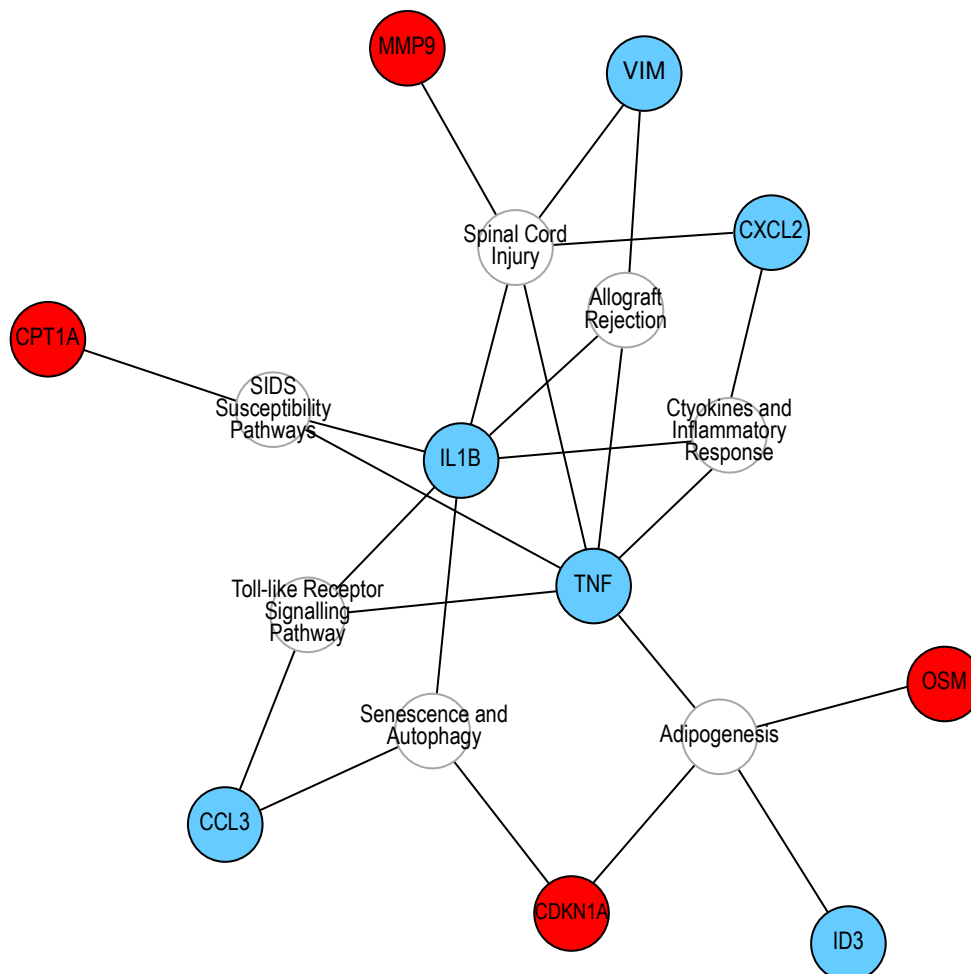 MMP9
VIM
CXCL2
Spinal Cord
Injury
Allograft
Rejection
CPT1A
SIDS
Susceptibility
Pathways
Ctyokines and
Inflammatory
Response
IL1B
TNF
Toll-like Receptor
Signalling
Pathway
OSM
Senescence and
Autophagy
Adipogenesis
CCL3
CDKN1A
ID3